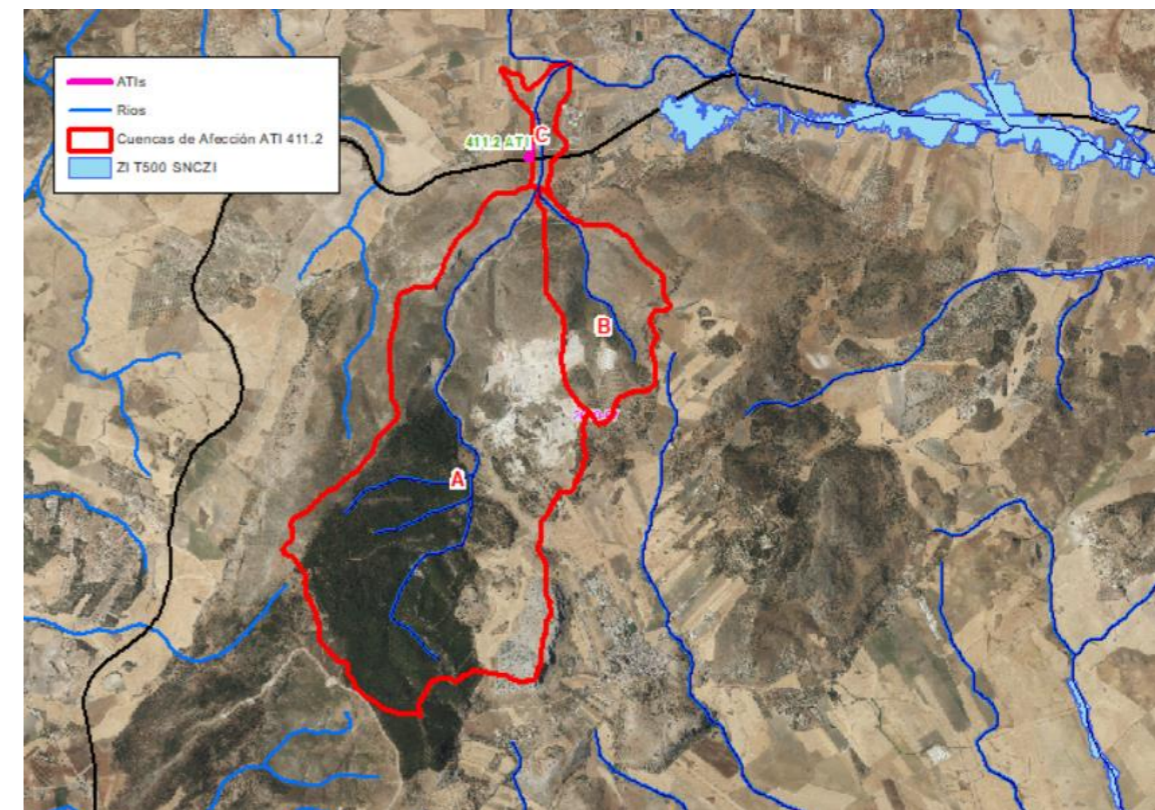 ATIs
Ríos
Cuencas de Afección ATI 411.2
ZI T500 SNCZI
C
411.2 ATI
B
A